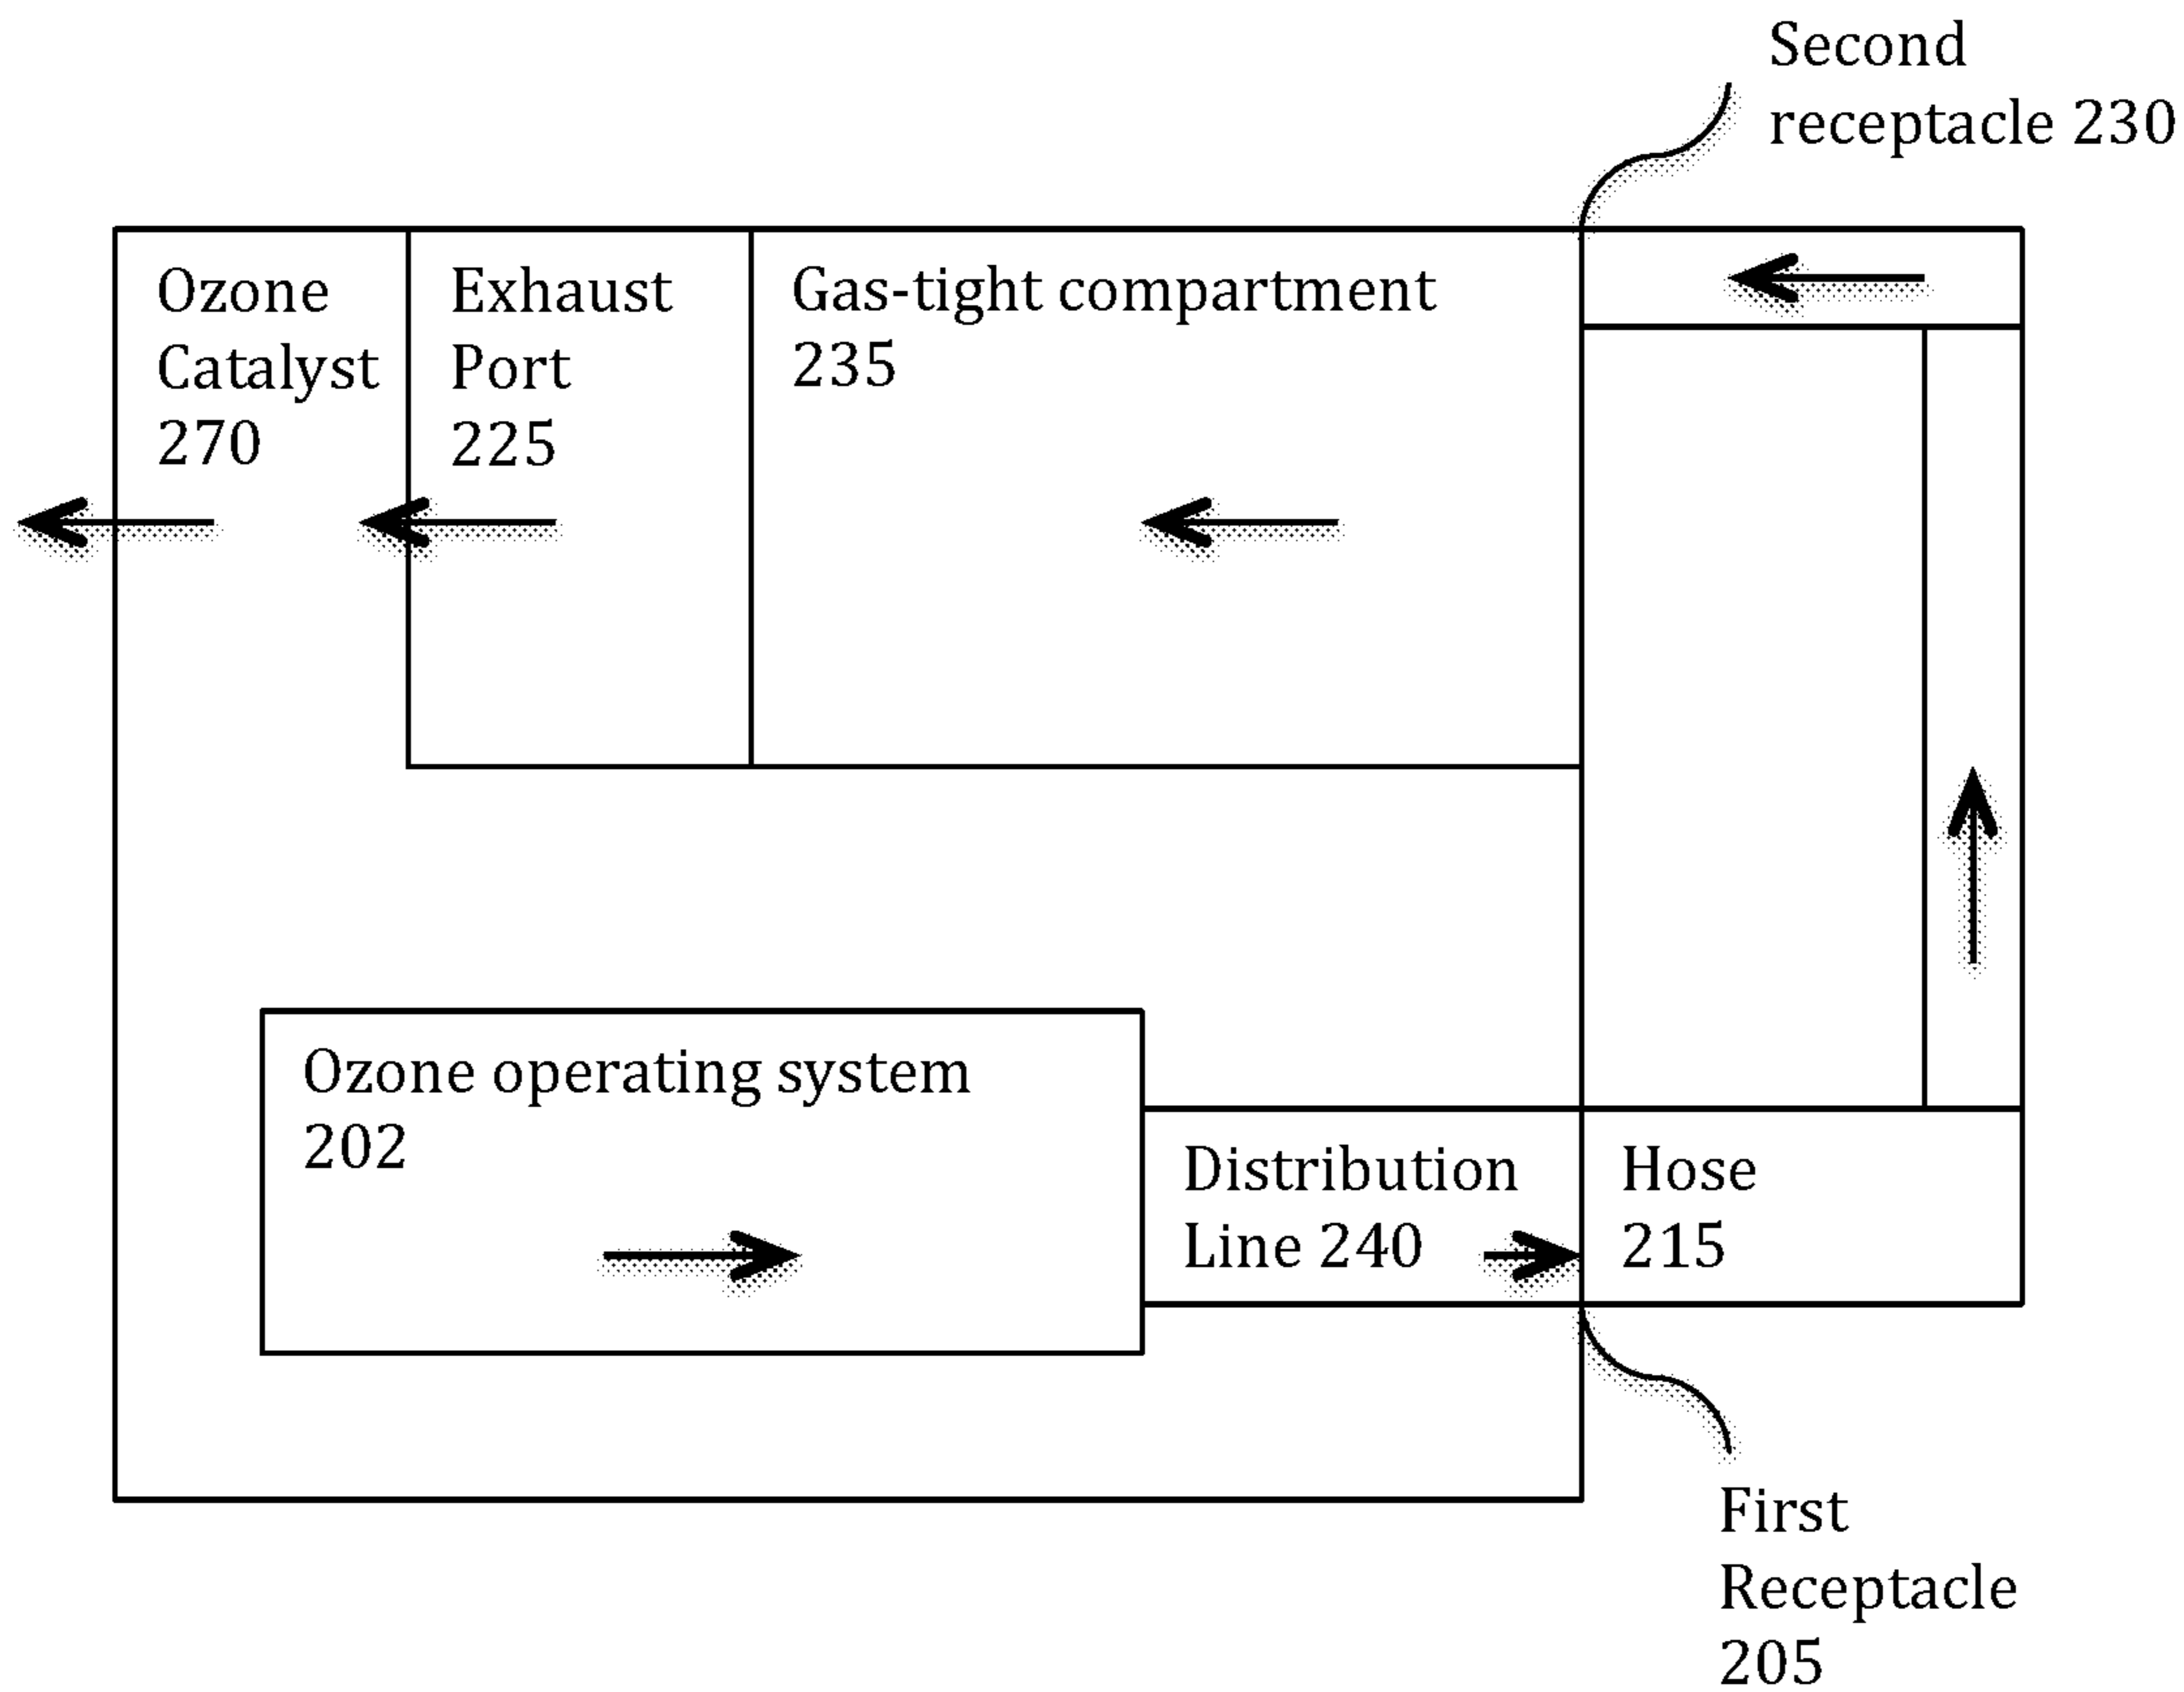 Second
receptacle 230
Ozone
Catalyst
270
Exhaust
Port
225
Gas-tight compartment
235
Ozone operating system
202
Distribution
Line 240
Hose
215
First
Receptacle
205